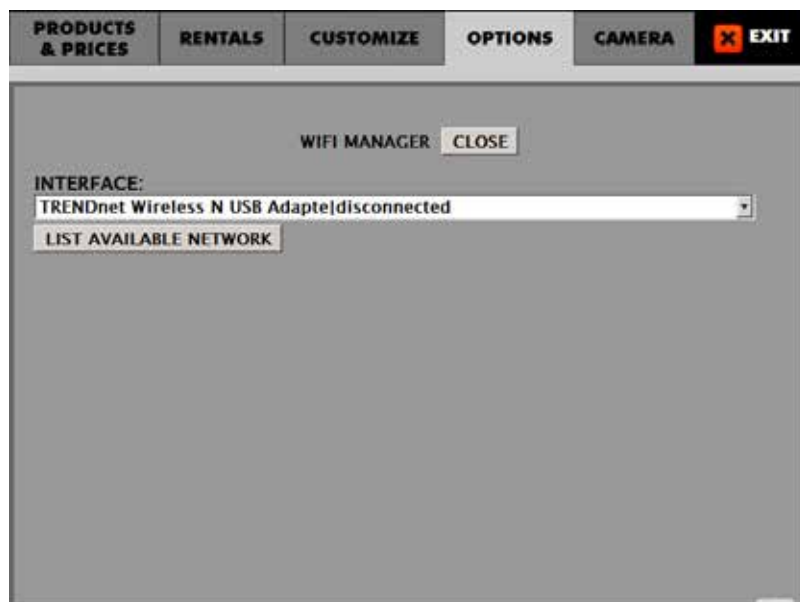 PRODUCTS
& PRICES
RENTALS
CUSTOMIZE
OPTIONS
CAMERA
X EXIT
WIFI MANAGER CLOSE
INTERFACE:
TRENDnet Wireless N USB Adapte|disconnected
LIST AVAILABLE NETWORK